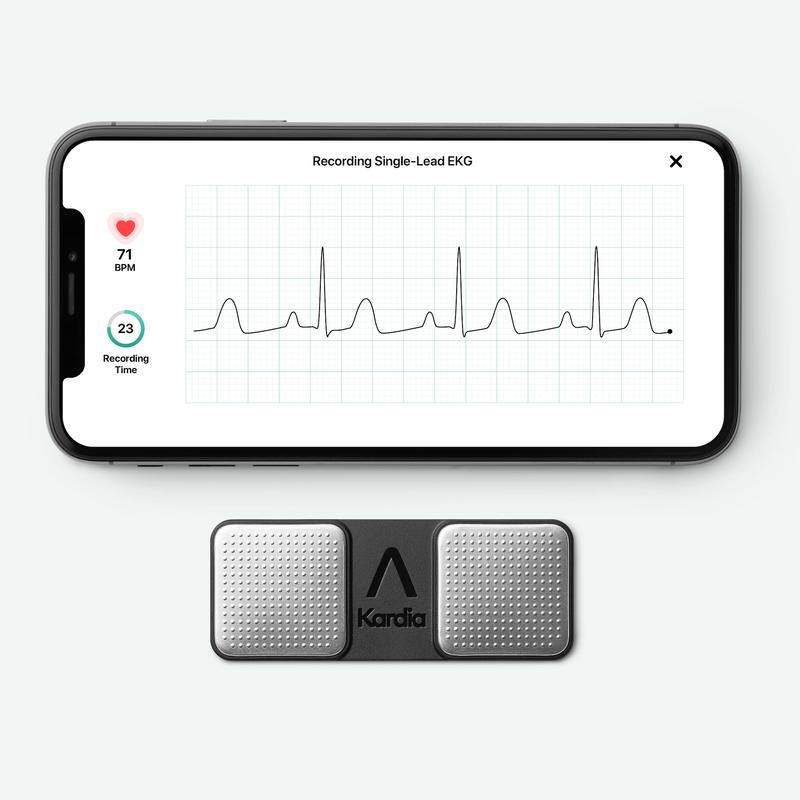 Recording Single-Lead EKG
71
BPM
23
Recording
Time
Kardia